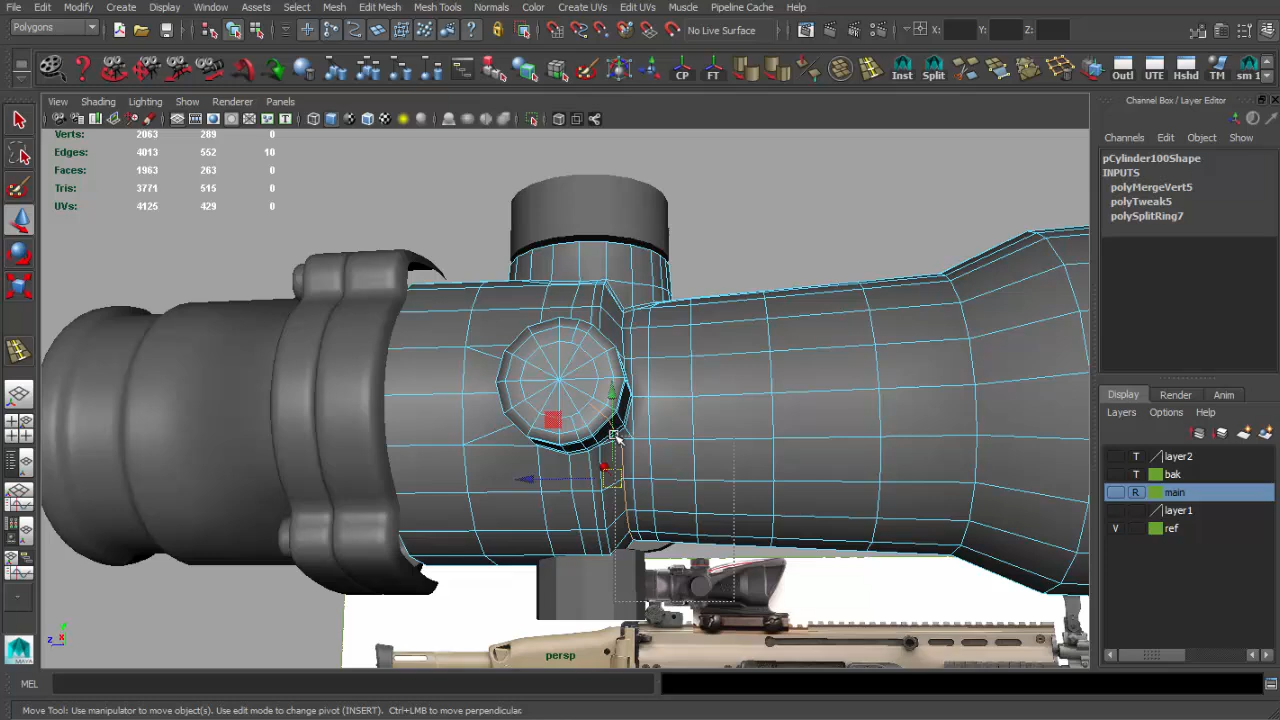 File Edit Modify Create Display Window Assets Select Mesh Edit Mesh Mesh Tools Normals Color Create UVs Edit UVs Muscle Pipeline Cache Help
Polygons No Live Surface X: Y: Z:
CP FT Inst Split Outl UTE Hshd TM sm 1
View Shading Lighting Show Renderer Panels
Channel Box / Layer Editor
Verts: 2063 289 0
Edges: 4013 552 10
Faces: 1963 263 0
Tris: 3771 515 0
UVs: 4125 429 0
Channels Edit Object Show
pCylinder100Shape
INPUTS
polyMergeVert5
polyTweak5
polySplitRing7
Display Render Anim
Layers Options Help
T layer2
T bak
R main
layer1
V ref
y
z x
persp
MEL
Move Tool: Use manipulator to move object(s). Use edit mode to change pivot (INSERT). Ctrl+LMB to move perpendicular.